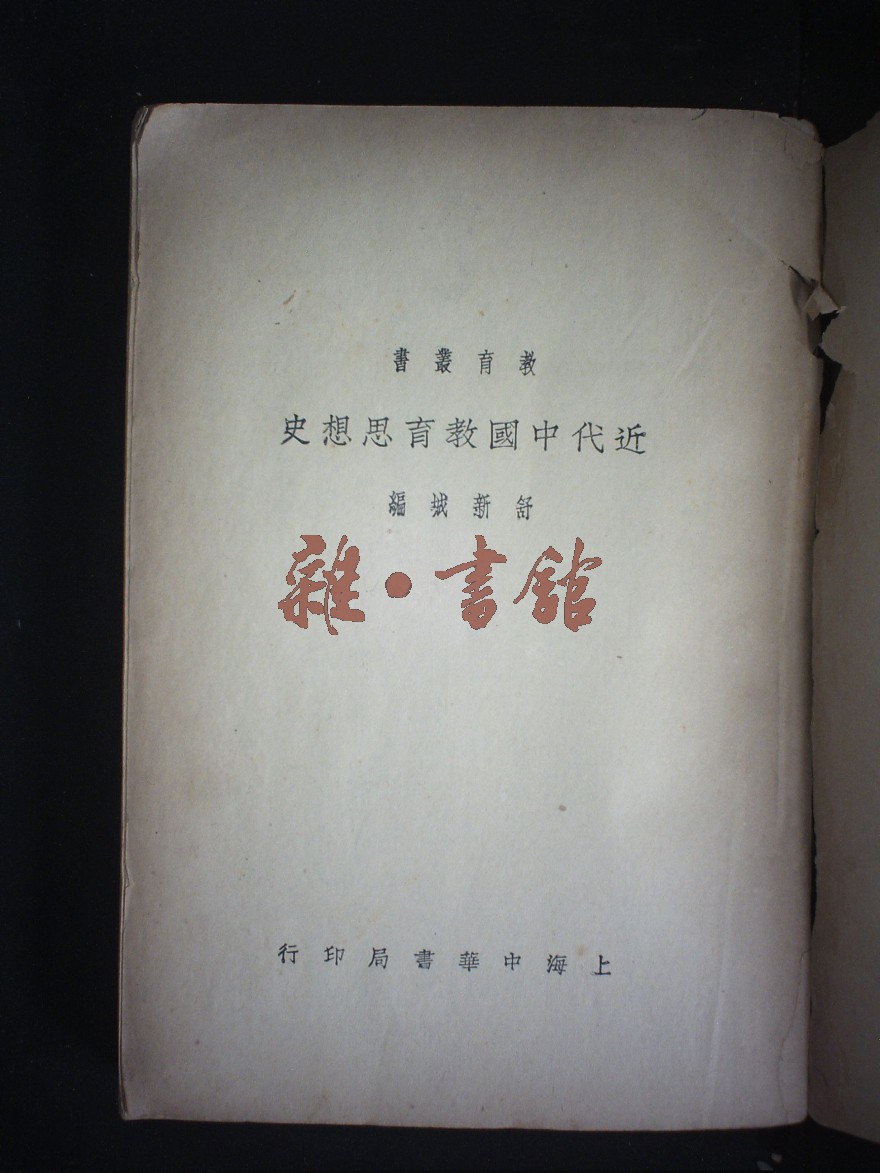 教育叢書
近代中國教育思想史
舒新城編
雜·書館
上海中華書局印行